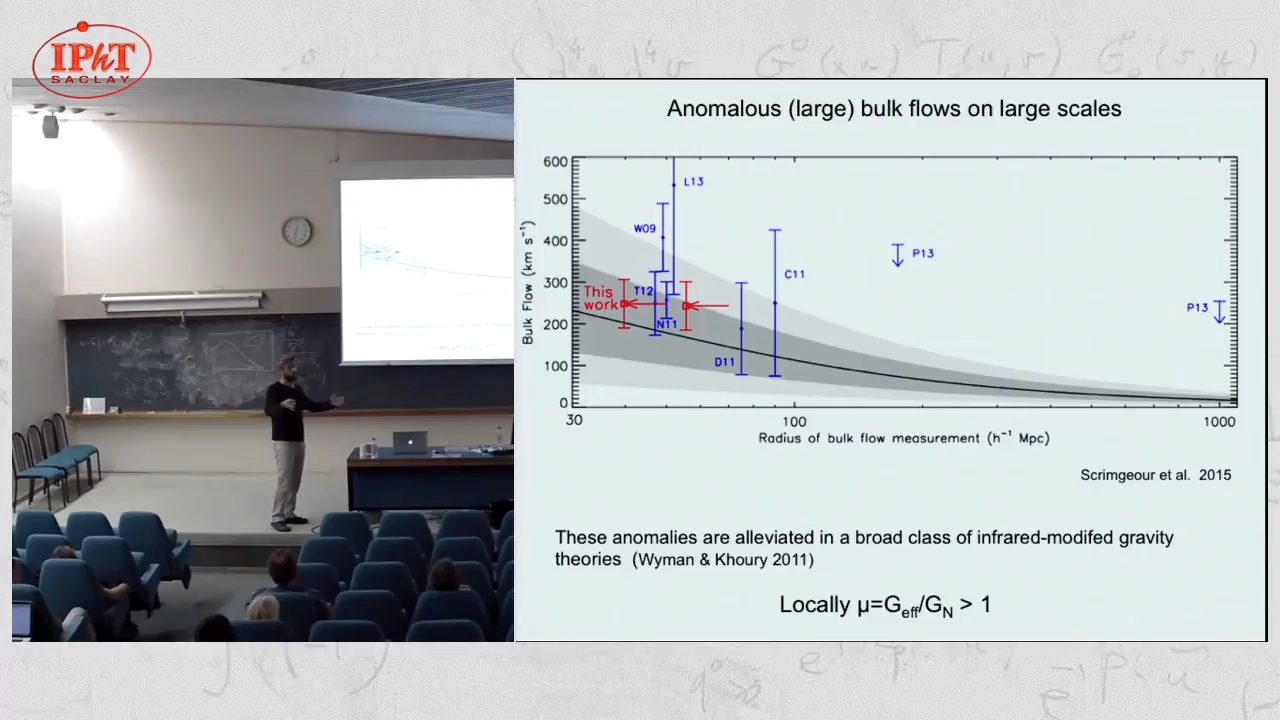 IPhT
SACLAY
Anomalous (large) bulk flows on large scales
600
500
400
300
200
100
0
Bulk Flow (km s⁻¹)
L13
W09
C11
P13
This
work
T12
N11
P13
D11
30
100
1000
Radius of bulk flow measurement (h⁻¹ Mpc)
Scrimgeour et al. 2015
These anomalies are alleviated in a broad class of infrared-modifed gravity
theories (Wyman & Khoury 2011)
Locally μ=Geff/GN > 1